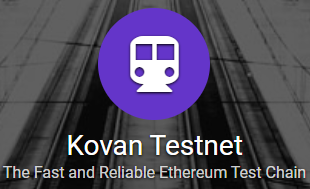 Kovan Testnet
The Fast and Reliable Ethereum Test Chain